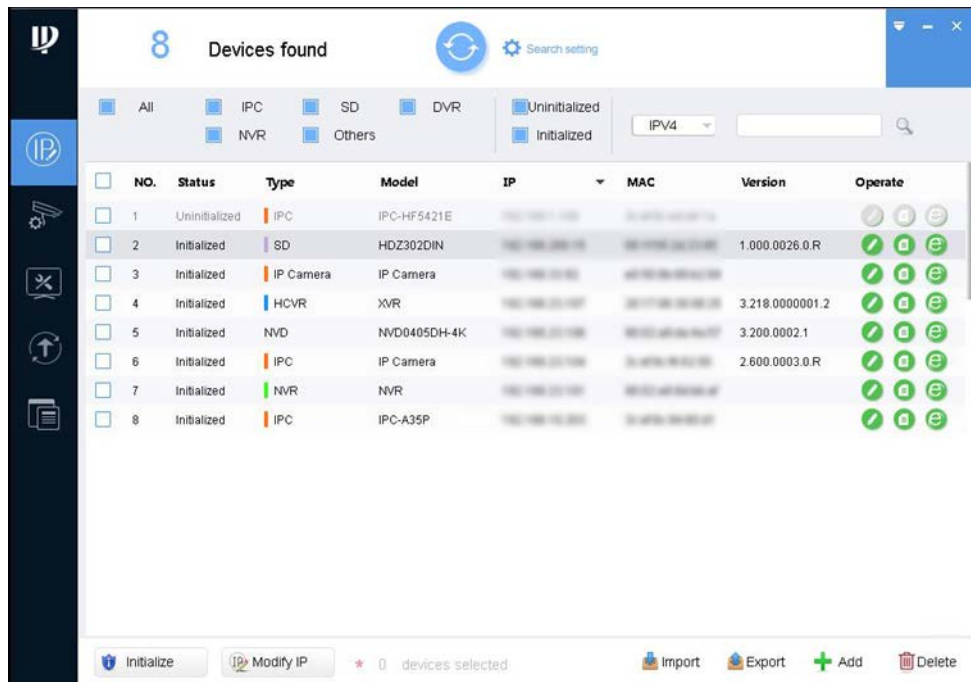 8 Devices found Search setting
All IPC SD DVR Uninitialized
NVR Others Initialized IPV4
NO. Status Type Model IP MAC Version Operate
1 Uninitialized IPC IPC-HF5421E
2 Initialized SD HDZ302DIN 1.000.0026.0.R
3 Initialized IP Camera IP Camera
4 Initialized HCVR XVR 3.218.0000001.2
5 Initialized NVD NVD0405DH-4K 3.200.0002.1
6 Initialized IPC IP Camera 2.600.0003.0.R
7 Initialized NVR NVR
8 Initialized IPC IPC-A35P
Initialize IP Modify IP * 0 devices selected Import Export Add Delete